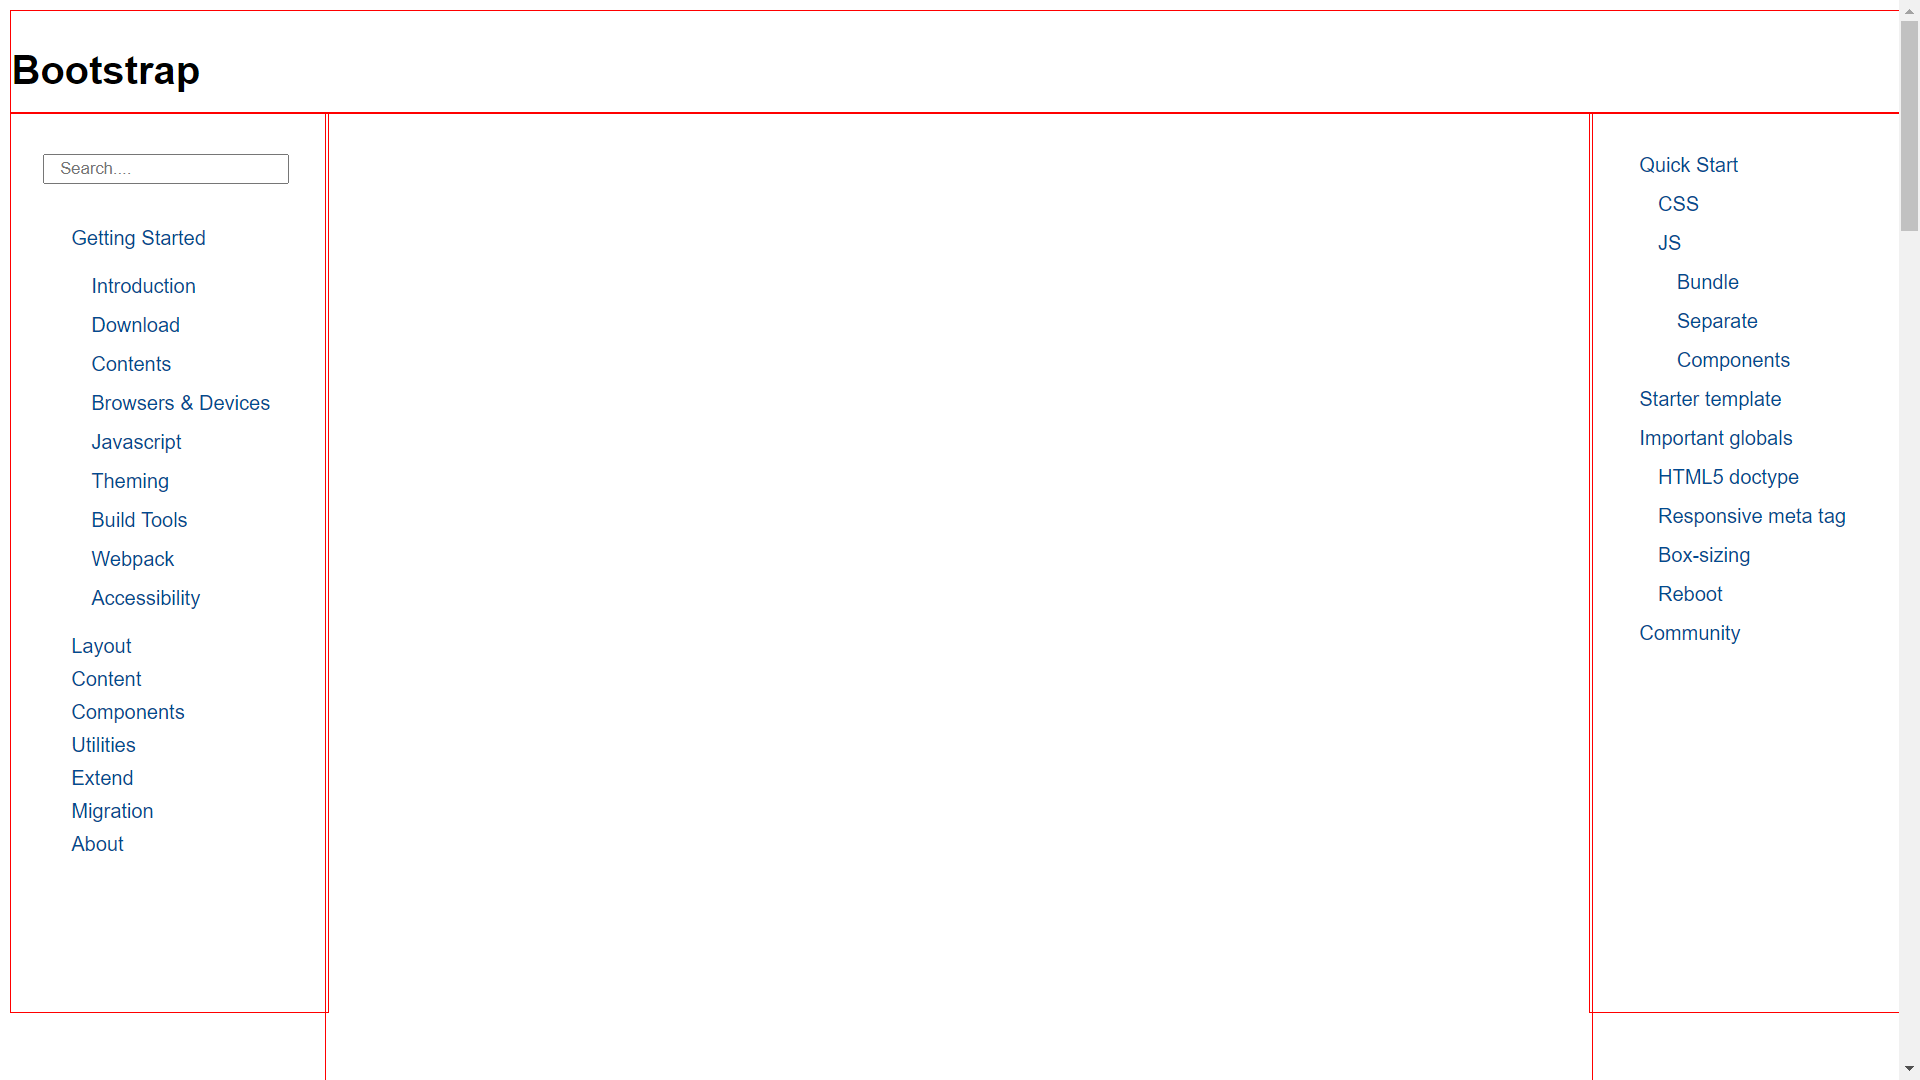 Bootstrap
Search....
Getting Started
Introduction
Download
Contents
Browsers & Devices
Javascript
Theming
Build Tools
Webpack
Accessibility
Layout
Content
Components
Utilities
Extend
Migration
About
Quick Start
CSS
JS
Bundle
Separate
Components
Starter template
Important globals
HTML5 doctype
Responsive meta tag
Box-sizing
Reboot
Community